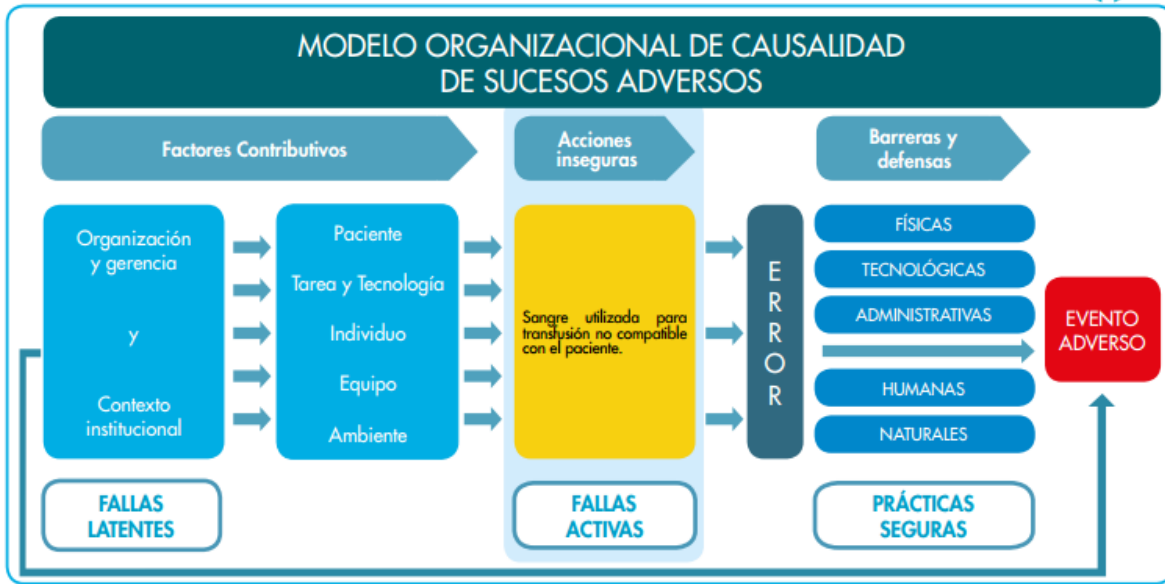 MODELO ORGANIZACIONAL DE CAUSALIDAD
DE SUCESOS ADVERSOS
Factores Contributivos
Acciones
inseguras
Barreras y
defensas
Organización
y gerencia
y
Contexto
institucional
Paciente
Tarea y Tecnología
Individuo
Equipo
Ambiente
Sangre utilizada para
transfusión no compatible
con el paciente.
ERROR
FÍSICAS
TECNOLÓGICAS
ADMINISTRATIVAS
HUMANAS
NATURALES
EVENTO
ADVERSO
FALLAS
LATENTES
FALLAS
ACTIVAS
PRÁCTICAS
SEGURAS